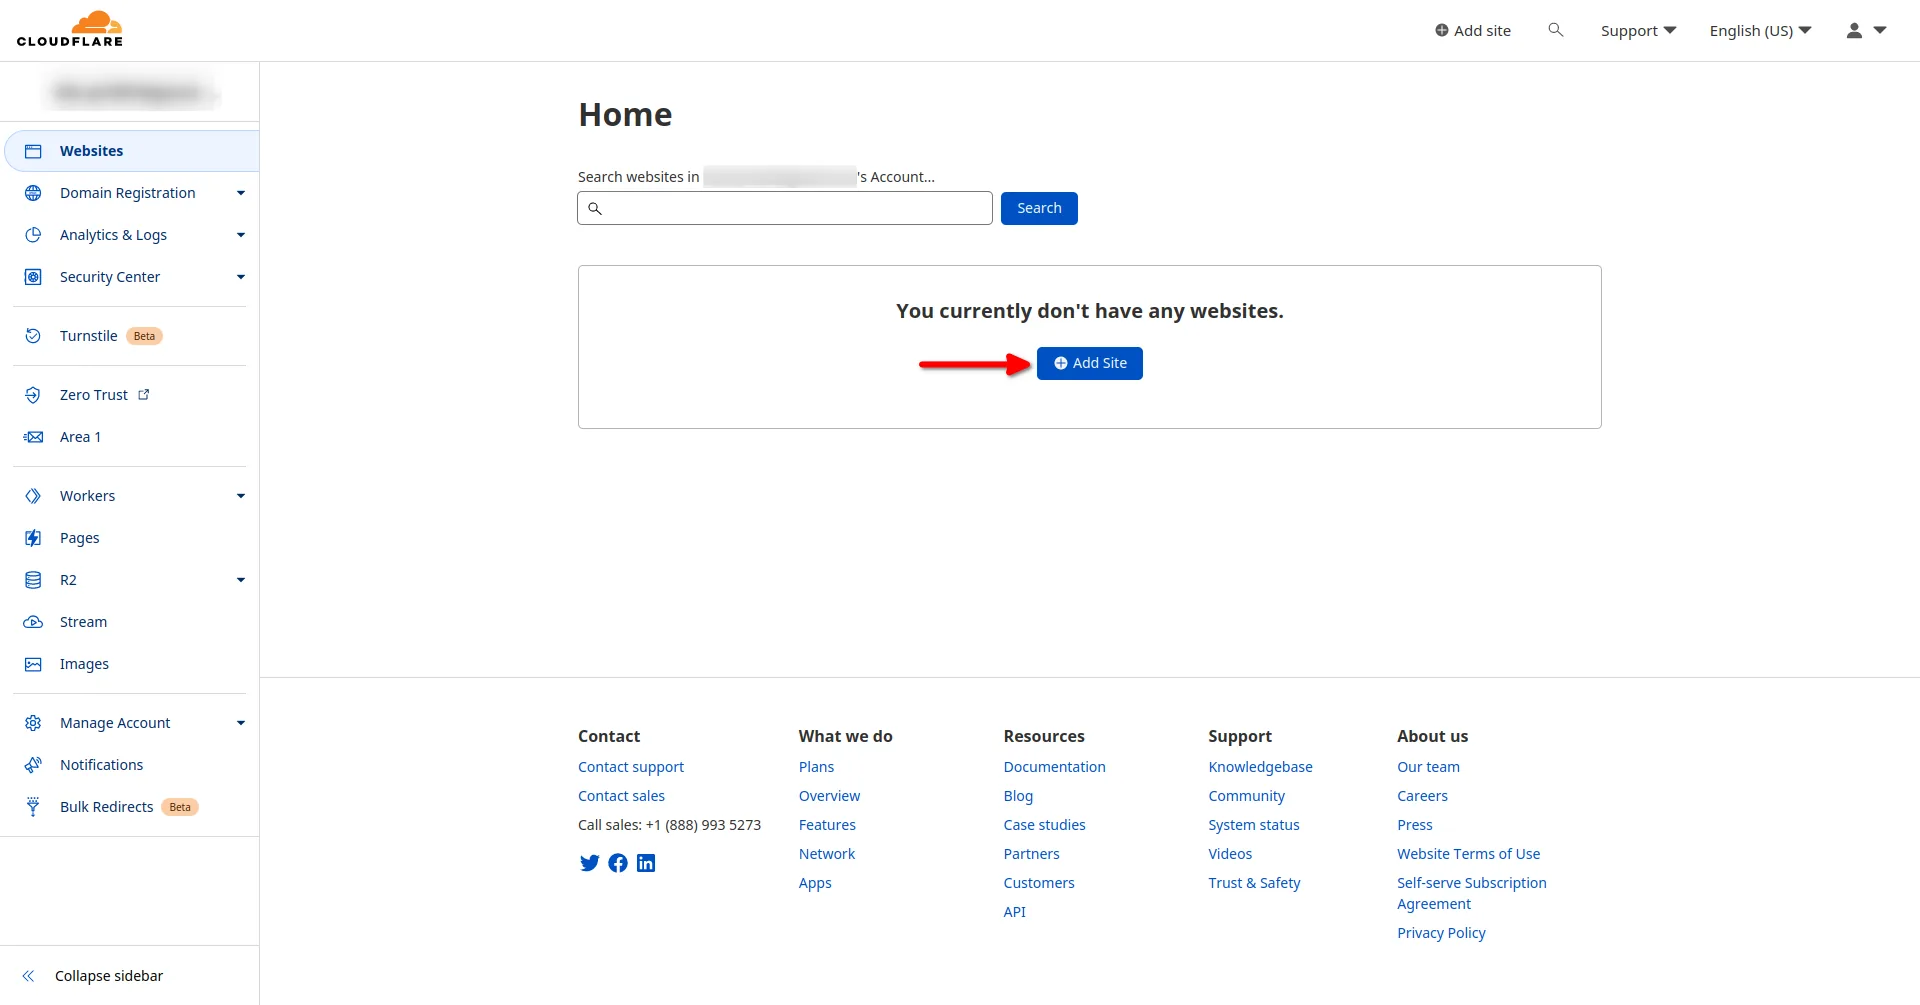 CLOUDFLARE
Add site
Support
English (US)
Websites
Domain Registration
Analytics & Logs
Security Center
Turnstile Beta
Zero Trust
Area 1
Workers
Pages
R2
Stream
Images
Manage Account
Notifications
Bulk Redirects Beta
Collapse sidebar
Home
Search websites in 's Account...
Search
You currently don't have any websites.
Add Site
Contact
Contact support
Contact sales
Call sales: +1 (888) 993 5273
What we do
Plans
Overview
Features
Network
Apps
Resources
Documentation
Blog
Case studies
Partners
Customers
API
Support
Knowledgebase
Community
System status
Videos
Trust & Safety
About us
Our team
Careers
Press
Website Terms of Use
Self-serve Subscription
Agreement
Privacy Policy